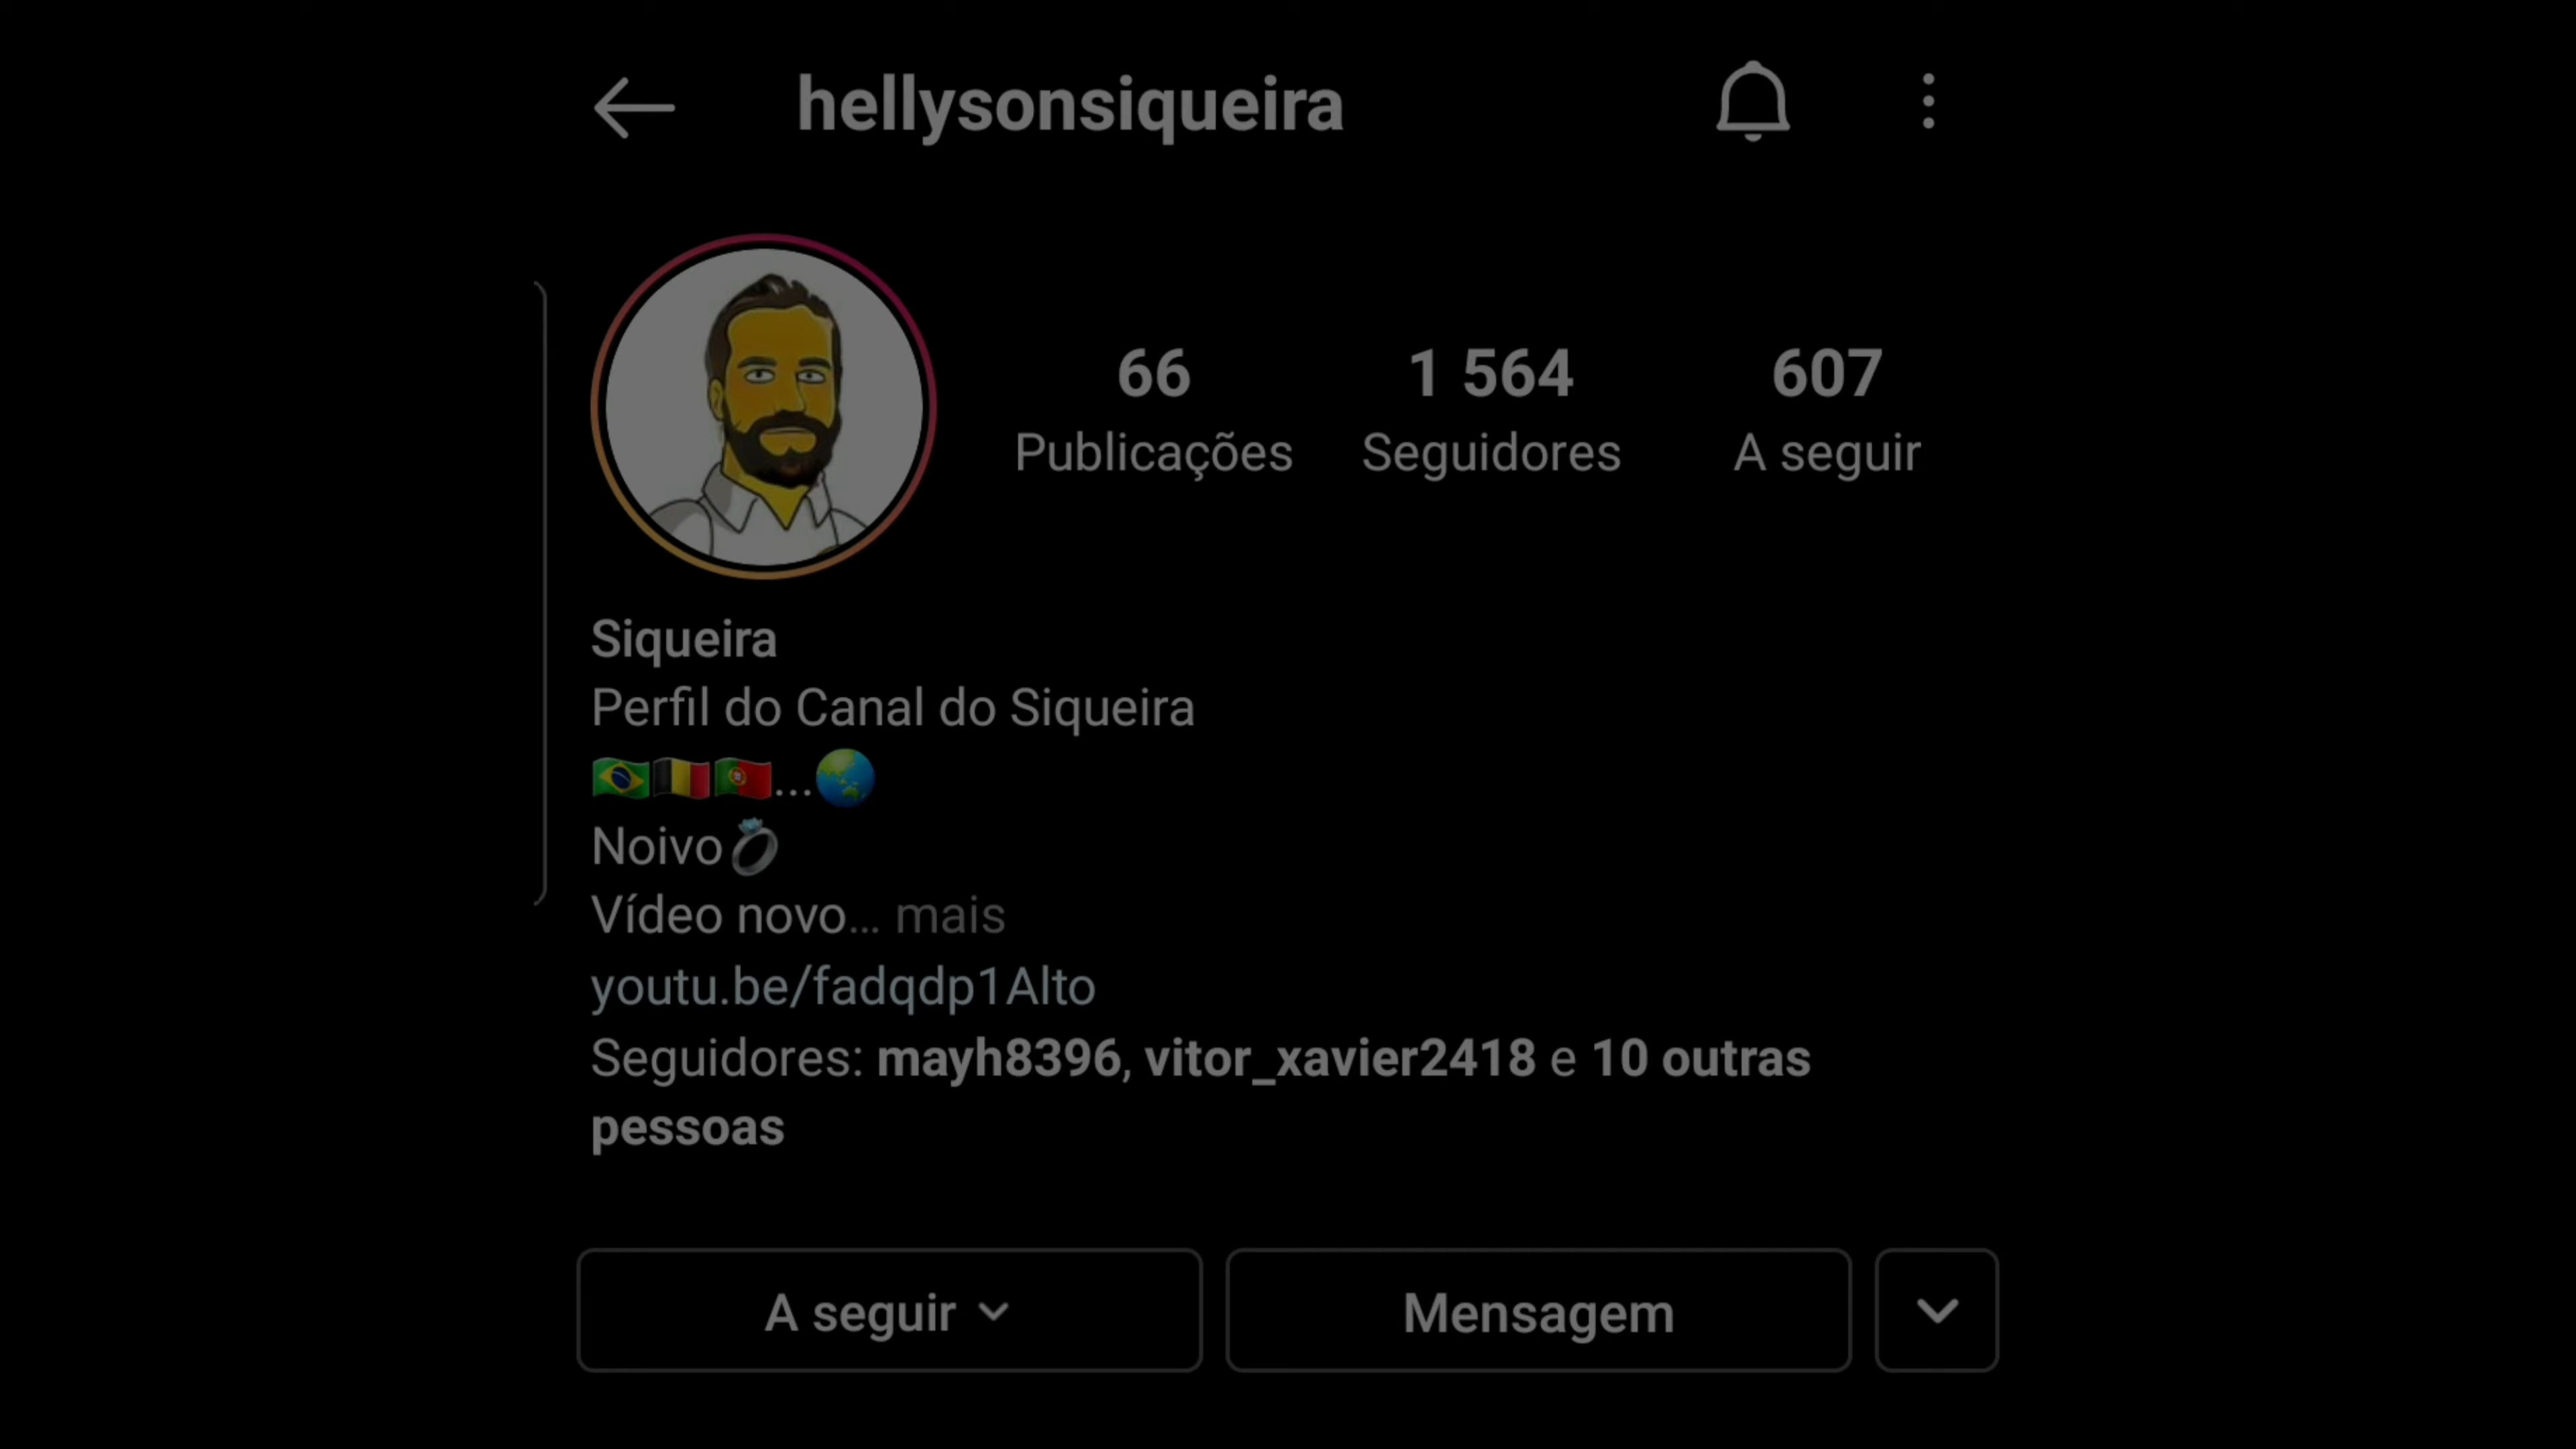 hellysonsiqueira
66
1 564
607
Publicações
Seguidores
A seguir
Siqueira
Perfil do Canal do Siqueira
🇧🇷🇧🇪🇵🇹...🌏
Noivo💍
Vídeo novo... mais
youtu.be/fadqdp1Alto
Seguidores: mayh8396, vitor_xavier2418 e 10 outras
pessoas
A seguir
Mensagem